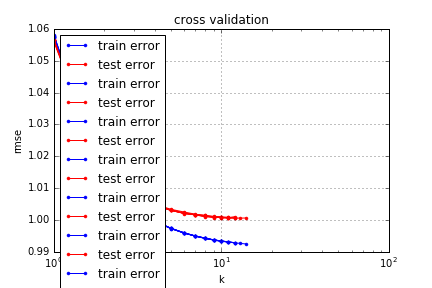 cross validation
1.06
1.05
1.04
1.03
1.02
1.01
1.00
0.99
rmse
train error
test error
train error
test error
train error
test error
train error
test error
train error
test error
train error
test error
train error
10^1
10^2
k